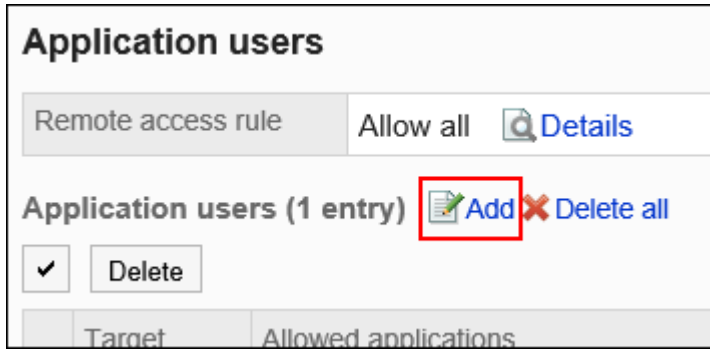 Application users
Remote access rule Allow all Details
Application users (1 entry) Add Delete all
Delete
Target Allowed applications